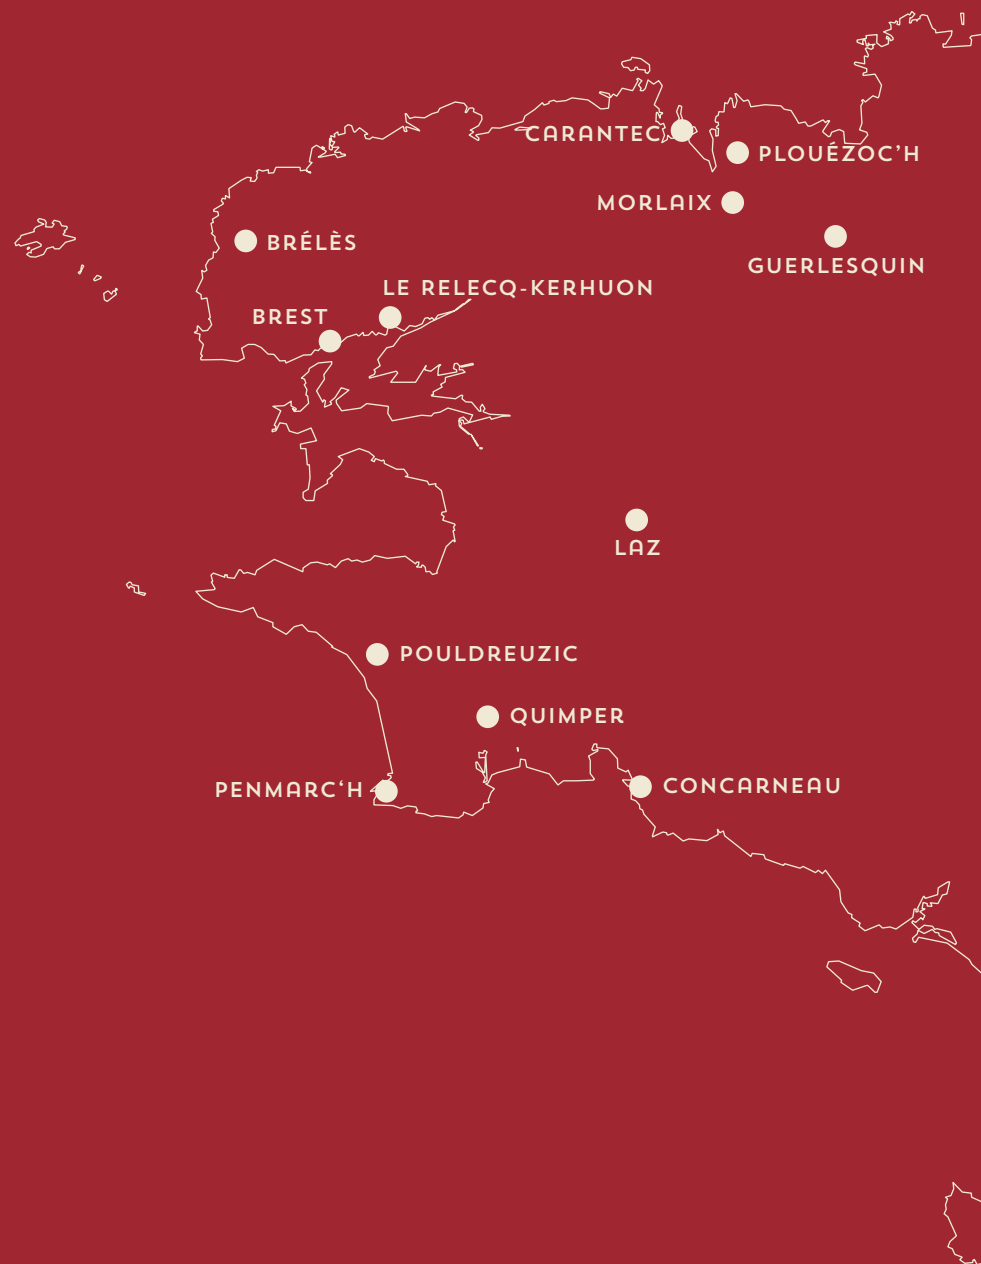 CARANTEC
PLOUÉZOC’H
MORLAIX
BRÉLÈS
GUERLESQUIN
LE RELECQ-KERHUON
BREST
LAZ
POULDREUZIC
QUIMPER
PENMARC‘H
CONCARNEAU